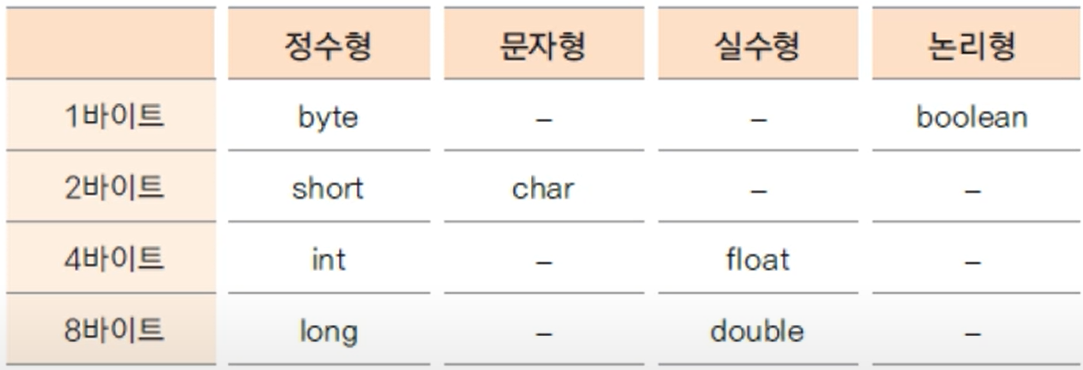 정수형 문자형 실수형 논리형
1바이트 byte – – boolean
2바이트 short char – –
4바이트 int – float –
8바이트 long – double –